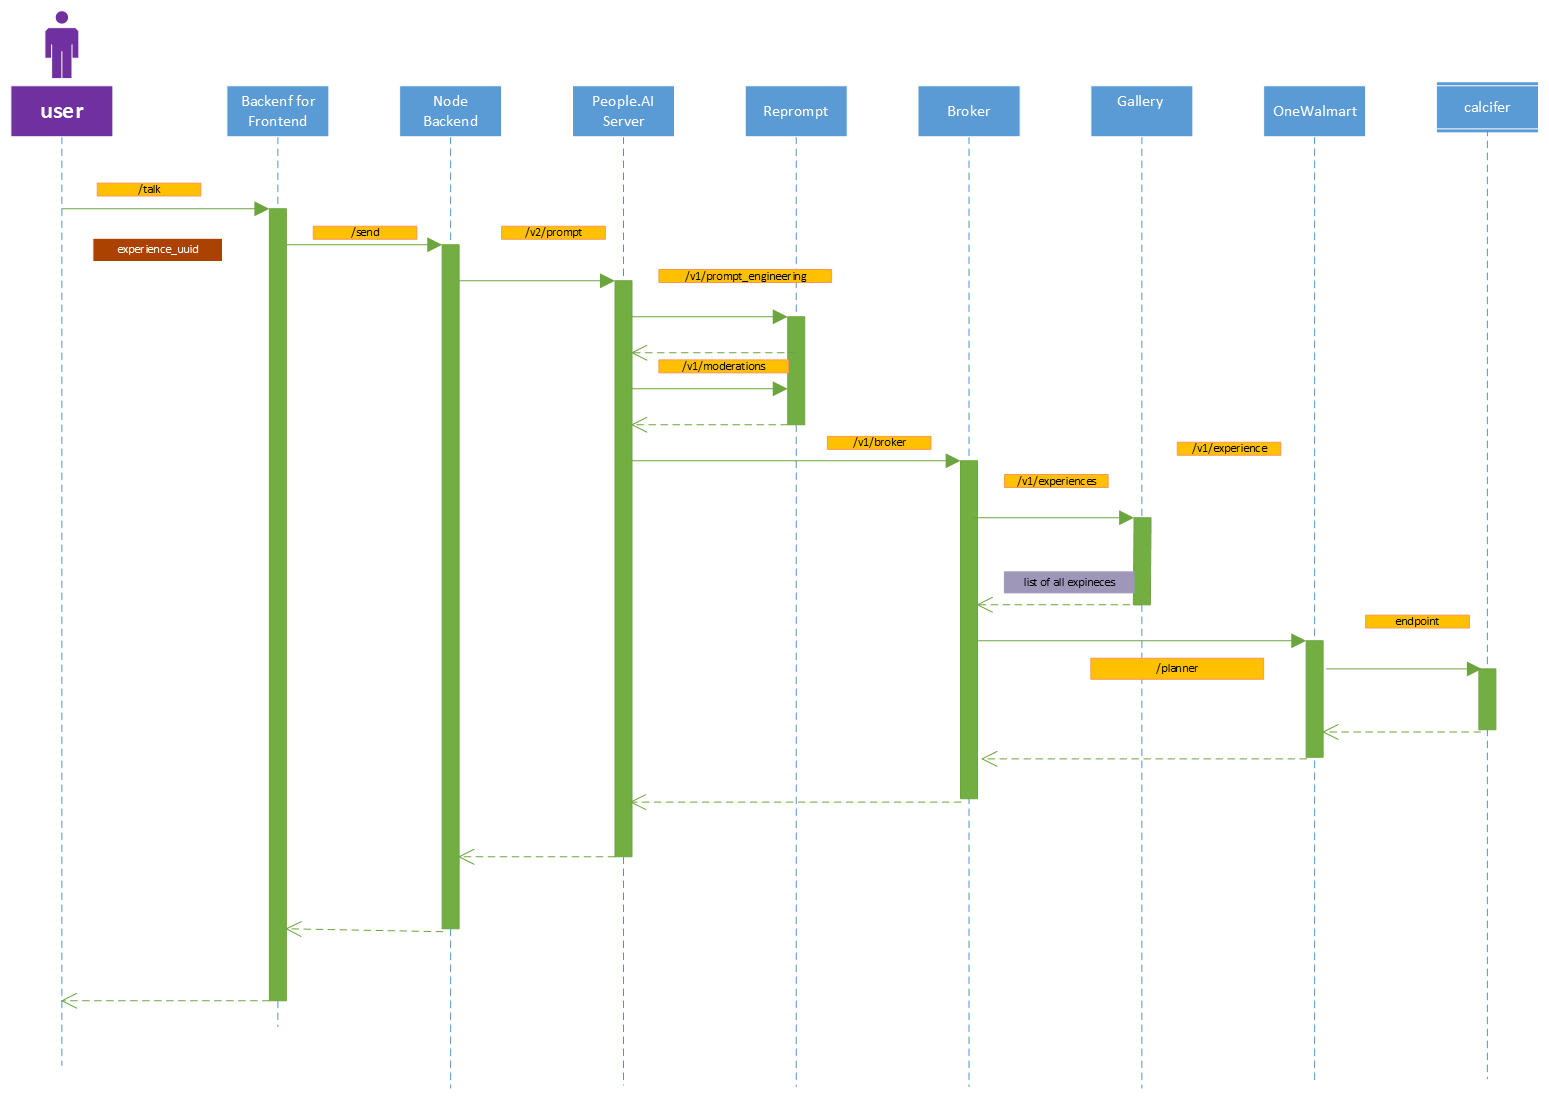 user
Backenf for
Frontend
Node
Backend
People.AI
Server
Reprompt
Broker
Gallery
OneWalmart
calcifer
/talk
experience_uuid
/send
/v2/prompt
/v1/prompt_engineering
/v1/moderations
/v1/broker
/v1/experience
/v1/experiences
list of all expineces
endpoint
/planner